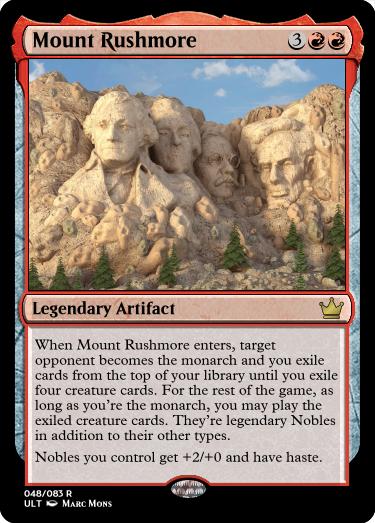 Mount Rushmore 3
Legendary Artifact
When Mount Rushmore enters, target
opponent becomes the monarch and you exile
cards from the top of your library until you exile
four creature cards. For the rest of the game, as
long as you're the monarch, you may play the
exiled creature cards. They're legendary Nobles
in addition to their other types.
Nobles you control get +2/+0 and have haste.
048/083 R
ULT Marc Mons